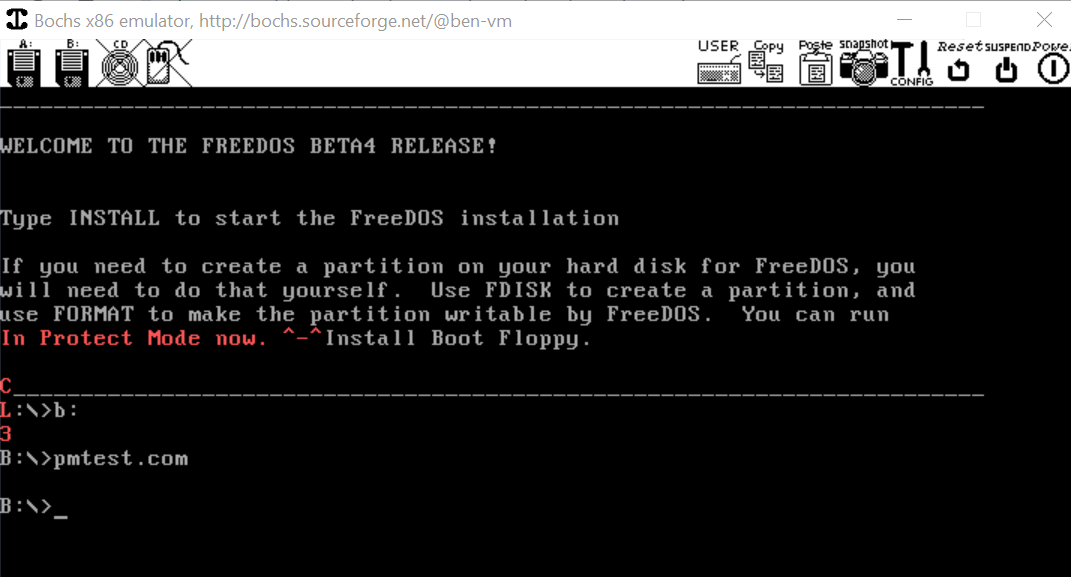 Bochs x86 emulator, http://bochs.sourceforge.net/@ben-vm
A: B: CD USER Copy Paste snapshot CONFIG Reset SUSPEND Power
WELCOME TO THE FREEDOS BETA4 RELEASE!
Type INSTALL to start the FreeDOS installation
If you need to create a partition on your hard disk for FreeDOS, you
will need to do that yourself.  Use FDISK to create a partition, and
use FORMAT to make the partition writable by FreeDOS.  You can run
In Protect Mode now. ^-^Install Boot Floppy.
C
L:\>b:
3
B:\>pmtest.com
B:\>_